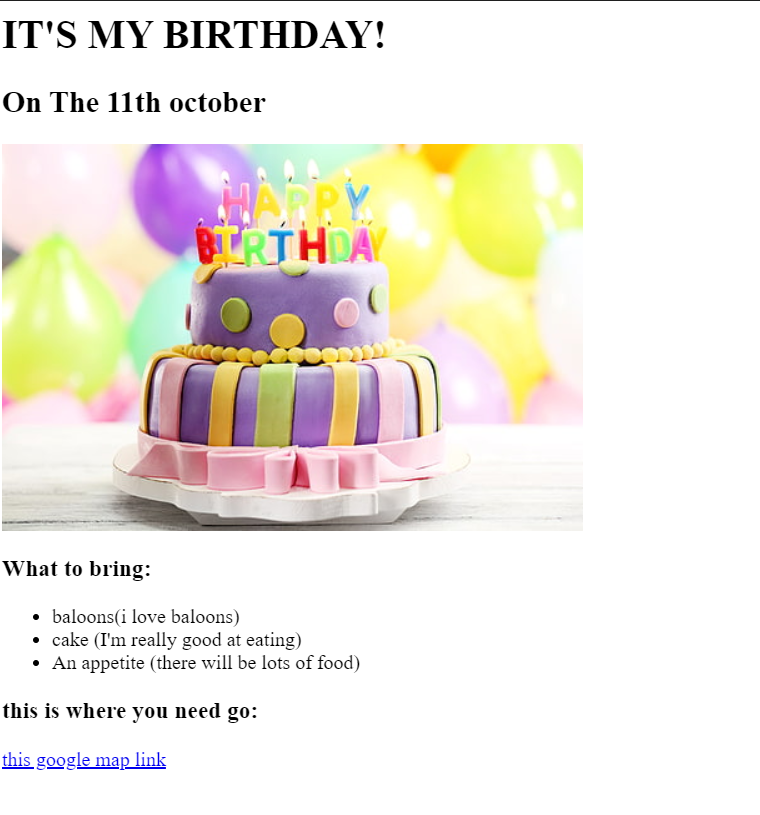 IT'S MY BIRTHDAY!
On The 11th october
HAPPY
BIRTHDAY
What to bring:
baloons(i love baloons)
cake (I'm really good at eating)
An appetite (there will be lots of food)
this is where you need go:
this google map link